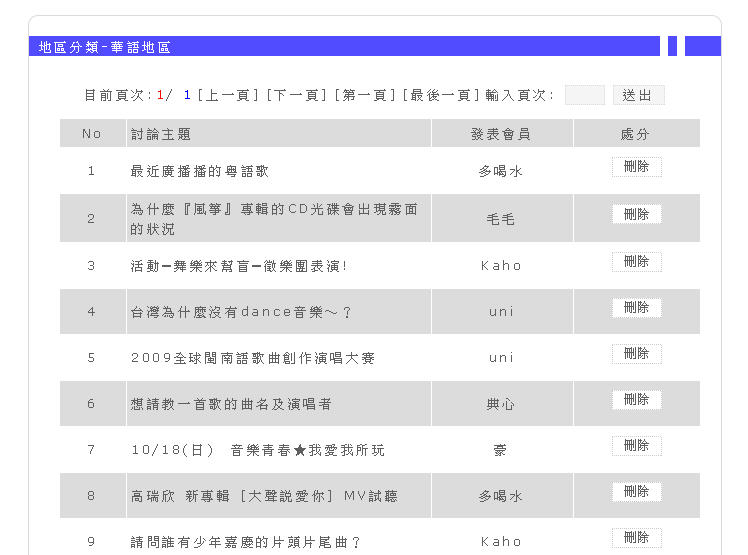 地區分類-華語地區
目前頁次:1/ 1 [上一頁] [下一頁] [第一頁] [最後一頁] 輸入頁次: 送出
No 討論主題 發表會員 處分
1 最近廣播播的粵語歌 多喝水 刪除
2 為什麼『風箏』專輯的CD光碟會出現霧面
的狀況 毛毛 刪除
3 活動─舞樂來幫盲─徵樂團表演! Kaho 刪除
4 台灣為什麼沒有dance音樂～? uni 刪除
5 2009全球閩南語歌曲創作演唱大賽 uni 刪除
6 想請教一首歌的曲名及演唱者 典心 刪除
7 10/18(日) 音樂青春★我愛我所玩 豪 刪除
8 高瑞欣 新專輯 [大聲説愛你] MV試聽 多喝水 刪除
9 請問誰有少年嘉慶的片頭片尾曲? Kaho 刪除